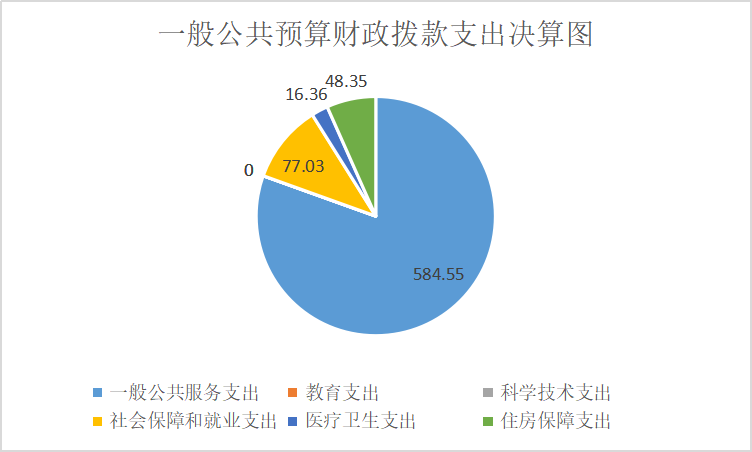 一般公共预算财政拨款支出决算图
48.35
16.36
0
77.03
584.55
一般公共服务支出 教育支出 科学技术支出
社会保障和就业支出 医疗卫生支出 住房保障支出